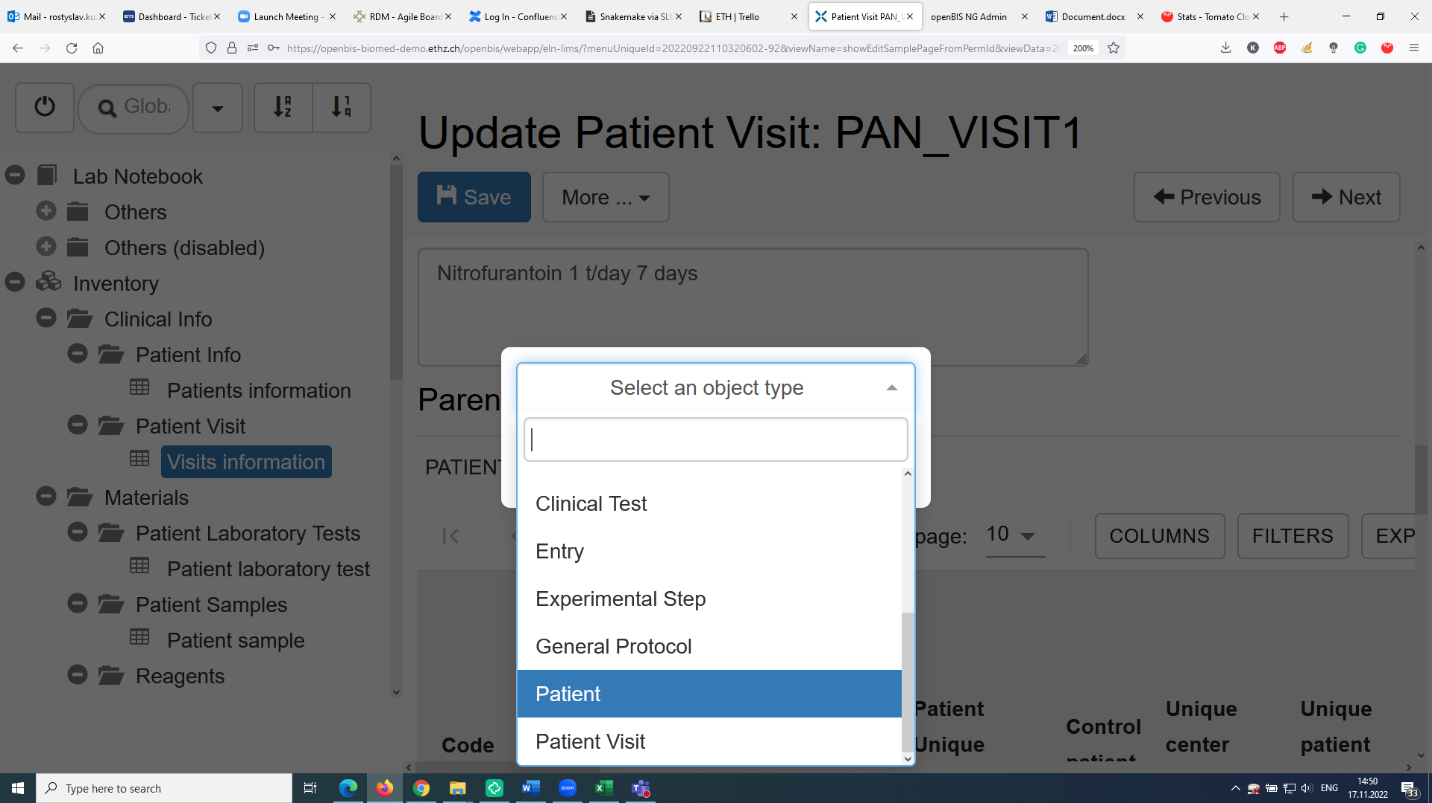 Mail - rostyslav.ku
Dashboard - Ticket
Launch Meeting -
RDM - Agile Board
Log In - Confluen
Snakemake via SL
ETH | Trello
Patient Visit PAN_V
openBIS NG Admin
Document.docx
Stats - Tomato Clo
https://openbis-biomed-demo.ethz.ch/openbis/webapp/eln-lims/?menuUniqueId=20220922110320602-92&viewName=showEditSamplePageFromPermId&viewData=2
200%
K
ABP
Globa
Update Patient Visit: PAN_VISIT1
Save
More ...
Previous
Next
Lab Notebook
Others
Others (disabled)
Inventory
Clinical Info
Patient Info
Patients information
Patient Visit
Visits information
Materials
Patient Laboratory Tests
Patient laboratory test
Patient Samples
Patient sample
Reagents
Nitrofurantoin 1 t/day 7 days
Paren
PATIENT
Select an object type
Clinical Test
Entry
Experimental Step
General Protocol
Patient
Patient Visit
page:
10
COLUMNS
FILTERS
EXP
Code
Patient
Unique
Control
patient
Unique
center
Unique
patient
Type here to search
ENG
14:50
17.11.2022
33